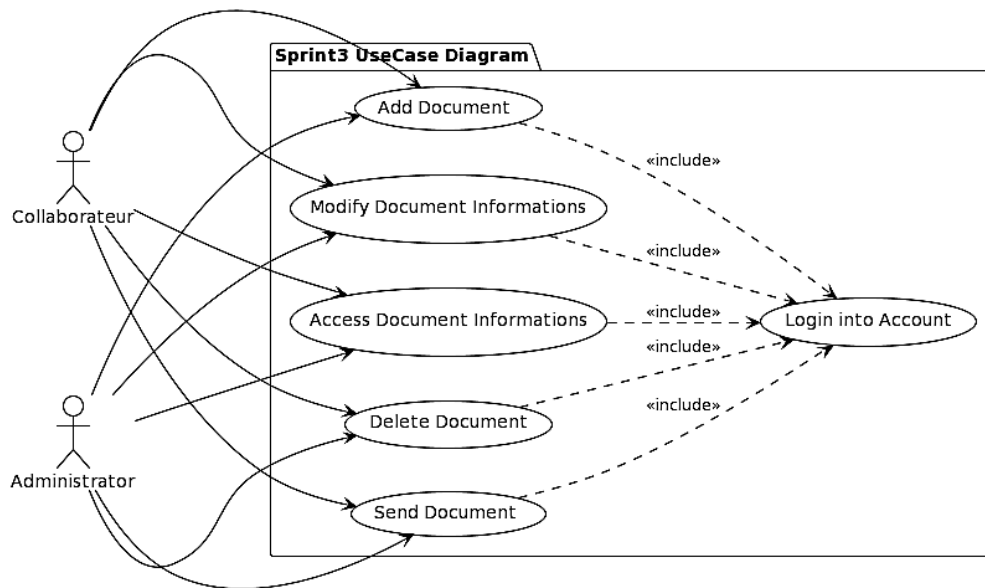 Sprint3 UseCase Diagram
Add Document
«include»
Collaborateur
Modify Document Informations
«include»
Access Document Informations
«include»
Login into Account
«include»
Delete Document
«include»
Administrator
Send Document